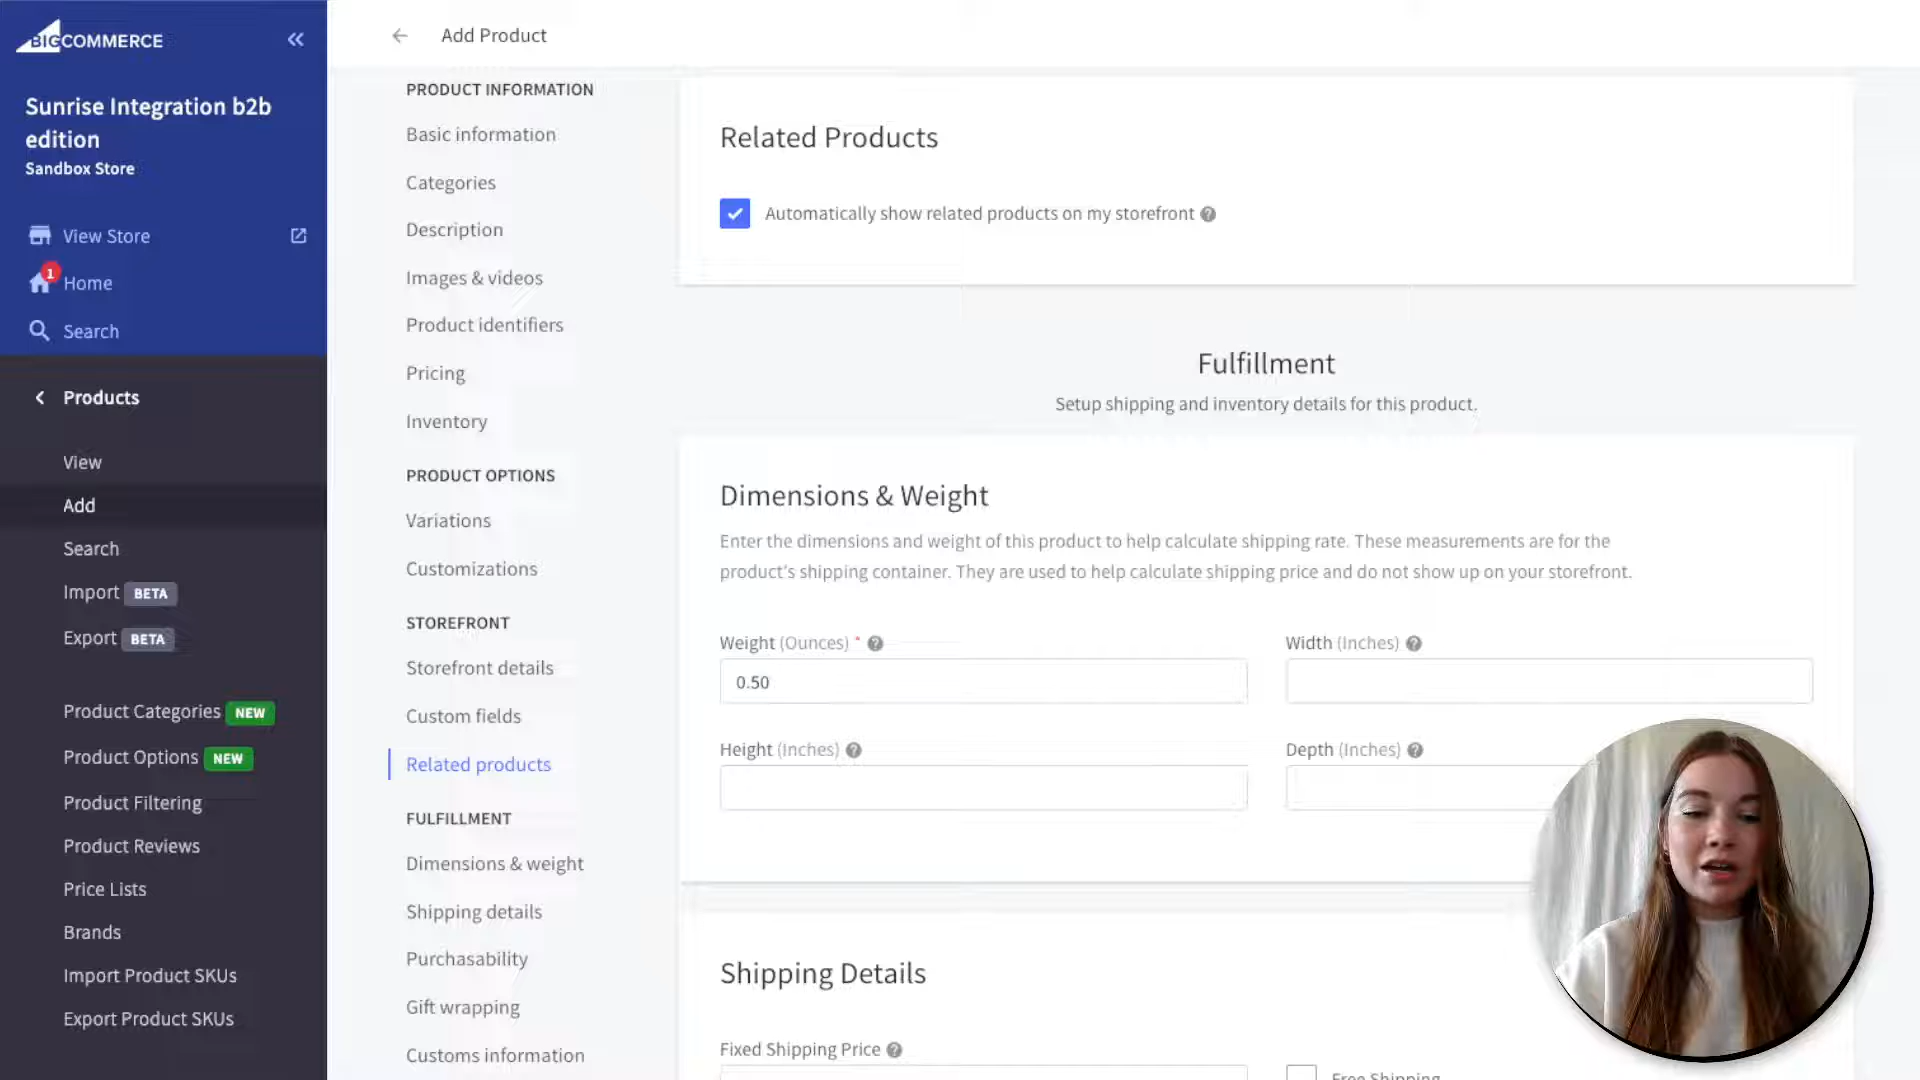 BIGCOMMERCE
Sunrise Integration b2b
edition
Sandbox Store
View Store
1
Home
Search
Products
View
Add
Search
Import BETA
Export BETA
Product Categories NEW
Product Options NEW
Product Filtering
Product Reviews
Price Lists
Brands
Import Product SKUs
Export Product SKUs
Add Product
PRODUCT INFORMATION
Basic information
Categories
Description
Images & videos
Product identifiers
Pricing
Inventory
PRODUCT OPTIONS
Variations
Customizations
STOREFRONT
Storefront details
Custom fields
Related products
FULFILLMENT
Dimensions & weight
Shipping details
Purchasability
Gift wrapping
Customs information
Related Products
Automatically show related products on my storefront
Fulfillment
Setup shipping and inventory details for this product.
Dimensions & Weight
Enter the dimensions and weight of this product to help calculate shipping rate. These measurements are for the
product's shipping container. They are used to help calculate shipping price and do not show up on your storefront.
Weight (Ounces) *
0.50
Width (Inches)
Height (Inches)
Depth (Inches)
Shipping Details
Fixed Shipping Price
Free Shipping